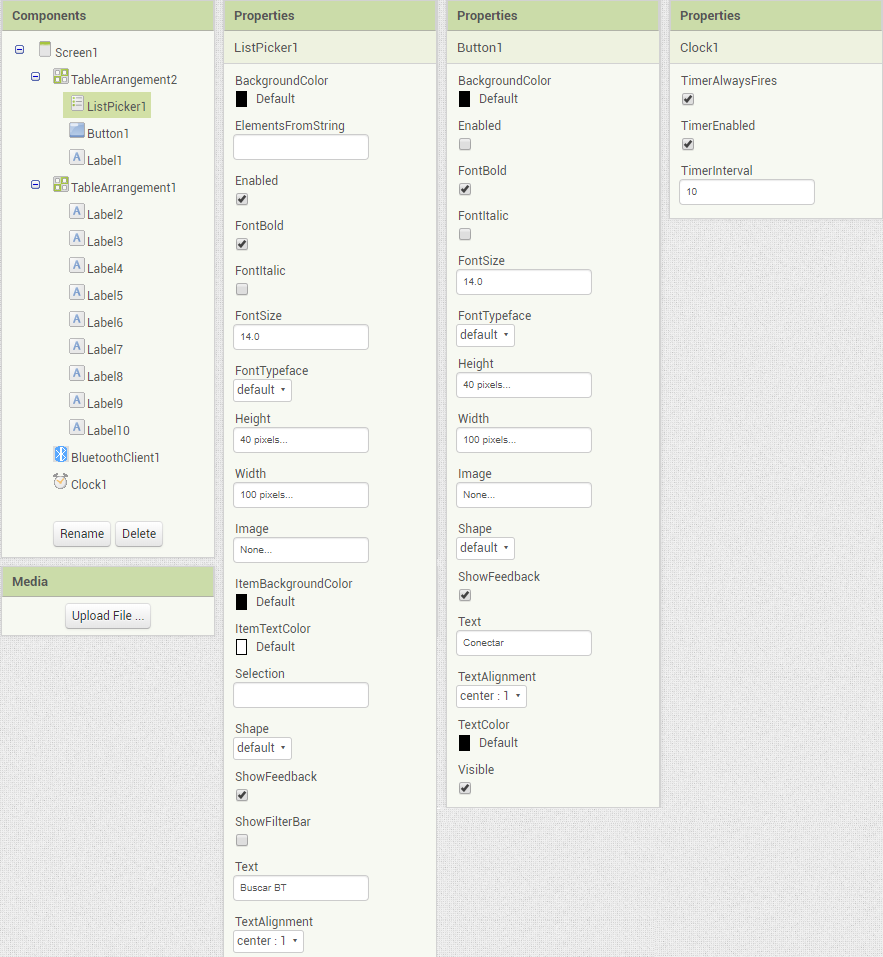 Components
Screen1
TableArrangement2
ListPicker1
Button1
Label1
TableArrangement1
Label2
Label3
Label4
Label5
Label6
Label7
Label8
Label9
Label10
BluetoothClient1
Clock1
Rename
Delete
Media
Upload File ...
Properties
ListPicker1
BackgroundColor
Default
ElementsFromString
Enabled
FontBold
FontItalic
FontSize
14.0
FontTypeface
default
Height
40 pixels...
Width
100 pixels...
Image
None...
ItemBackgroundColor
Default
ItemTextColor
Default
Selection
Shape
default
ShowFeedback
ShowFilterBar
Text
Buscar BT
TextAlignment
center : 1
Properties
Button1
BackgroundColor
Default
Enabled
FontBold
FontItalic
FontSize
14.0
FontTypeface
default
Height
40 pixels...
Width
100 pixels...
Image
None...
Shape
default
ShowFeedback
Text
Conectar
TextAlignment
center : 1
TextColor
Default
Visible
Properties
Clock1
TimerAlwaysFires
TimerEnabled
TimerInterval
10